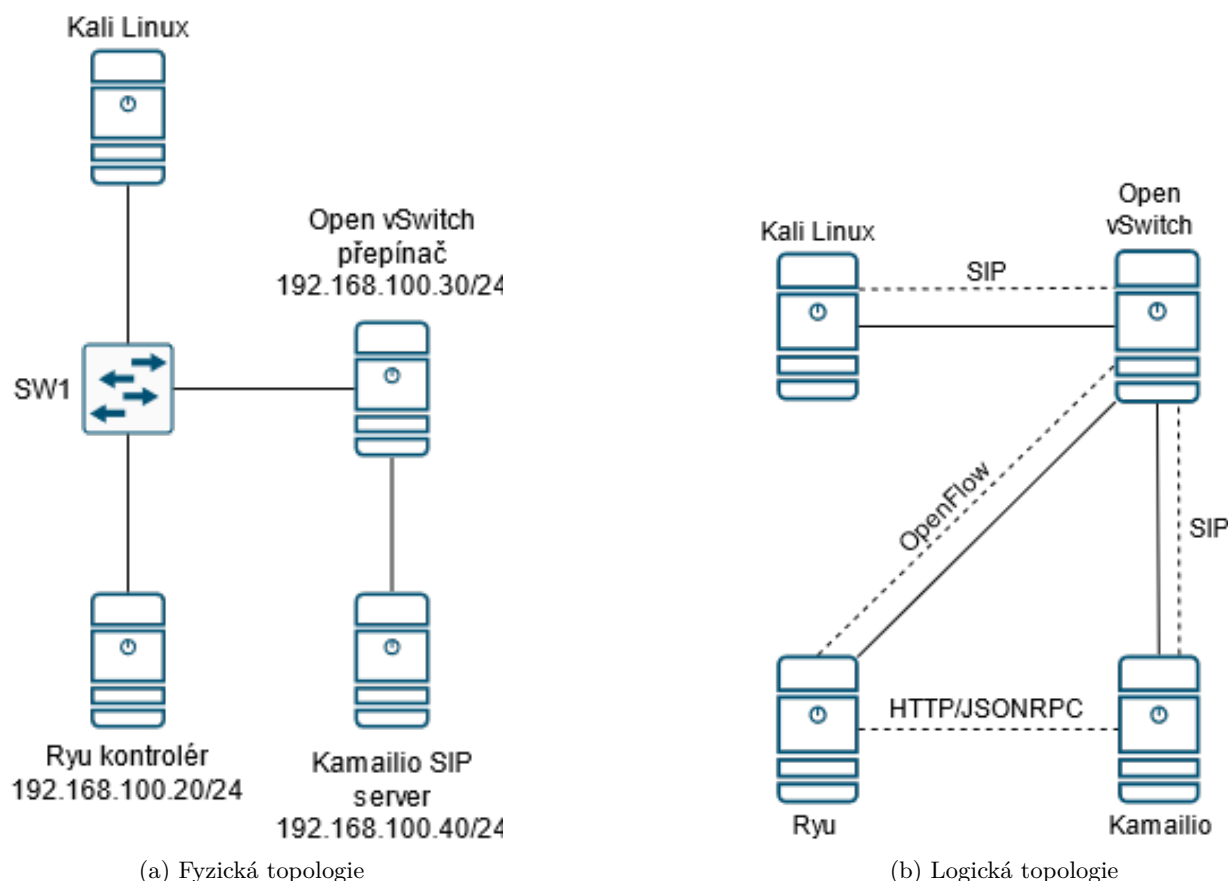 Kali Linux
Open vSwitch
přepínač
192.168.100.30/24
SW1
Ryu kontrolér
192.168.100.20/24
Kamailio SIP
server
192.168.100.40/24
(a) Fyzická topologie
Open
vSwitch
Kali Linux
SIP
OpenFlow
SIP
HTTP/JSONRPC
Ryu
Kamailio
(b) Logická topologie